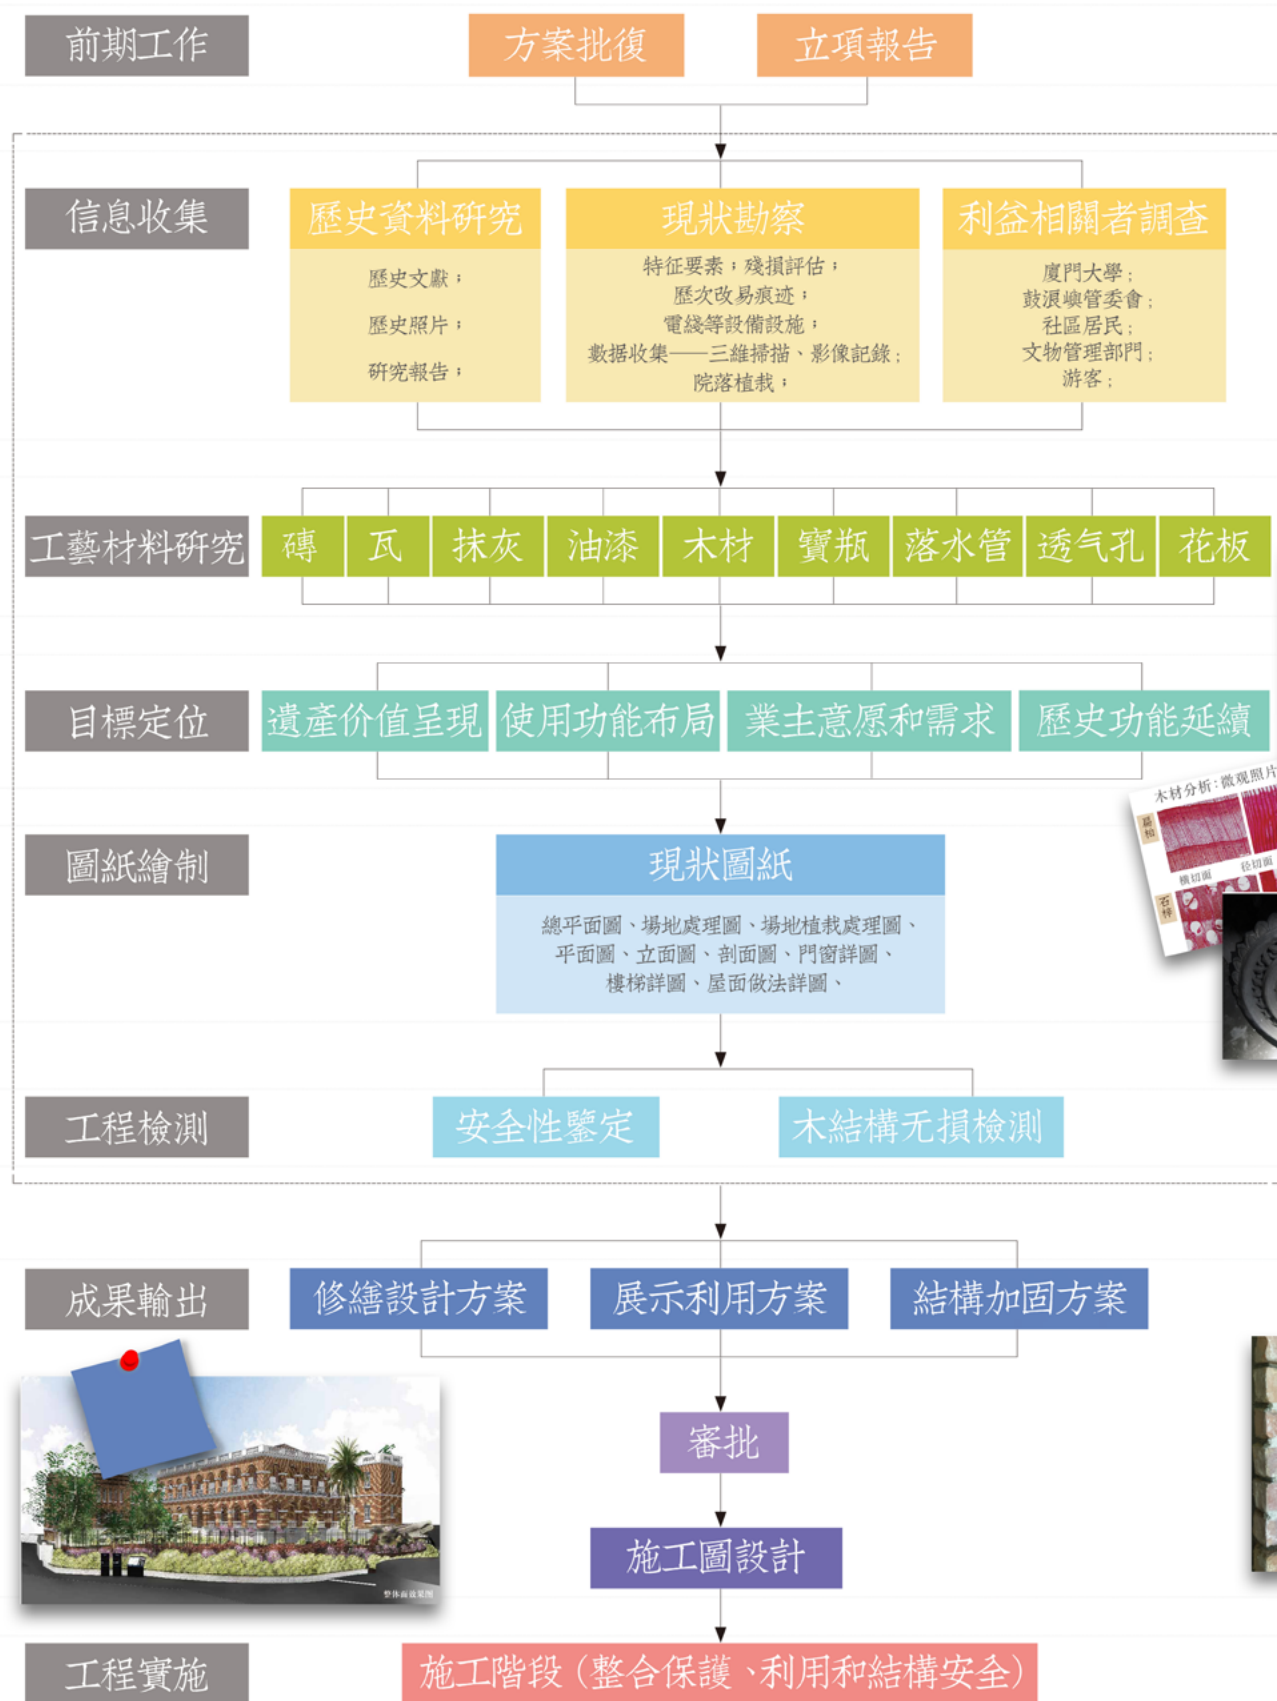 前期工作
方案批復
立項報告
信息收集
歷史資料研究
歷史文獻；
歷史照片；
研究報告；
現狀勘察
特征要素；殘損評估；
歷次改易痕迹；
電綫等設備設施；
數据收集——三維掃描、影像記錄；
院落植栽；
利益相關者調查
廈門大學；
鼓浪嶼管委會；
社區居民；
文物管理部門；
游客；
工藝材料研究
磚
瓦
抹灰
油漆
木材
寶瓶
落水管
透气孔
花板
目標定位
遺產价值呈現
使用功能布局
業主意愿和需求
歷史功能延續
木材分析：微观照片
橫切面
径切面
石梓
圖紙繪制
現狀圖紙
總平面圖、場地處理圖、場地植栽處理圖、
平面圖、立面圖、剖面圖、門窗詳圖、
樓梯詳圖、屋面做法詳圖、
工程檢測
安全性鑒定
木結構无損檢測
成果輸出
修繕設計方案
展示利用方案
結構加固方案
整体面效果图
審批
施工圖設計
工程實施
施工階段（整合保護、利用和結構安全）